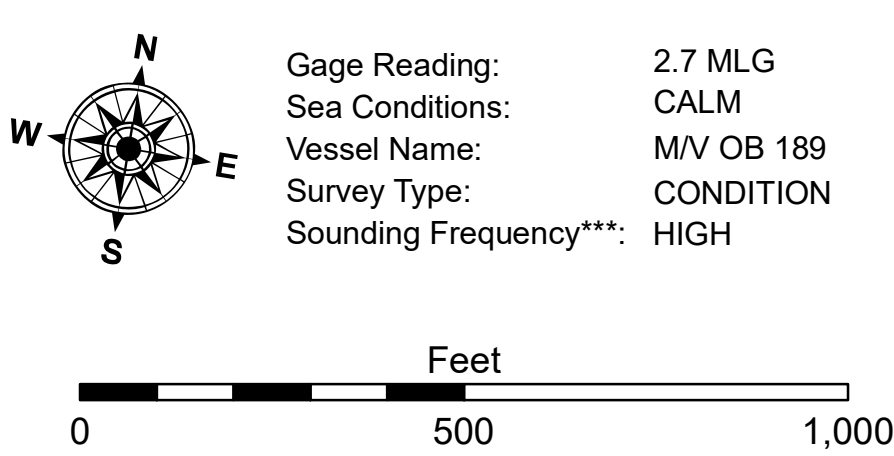 N
W
E
S
Gage Reading: 2.7 MLG
Sea Conditions: CALM
Vessel Name: M/V OB 189
Survey Type: CONDITION
Sounding Frequency***: HIGH
Feet
0 500 1,000